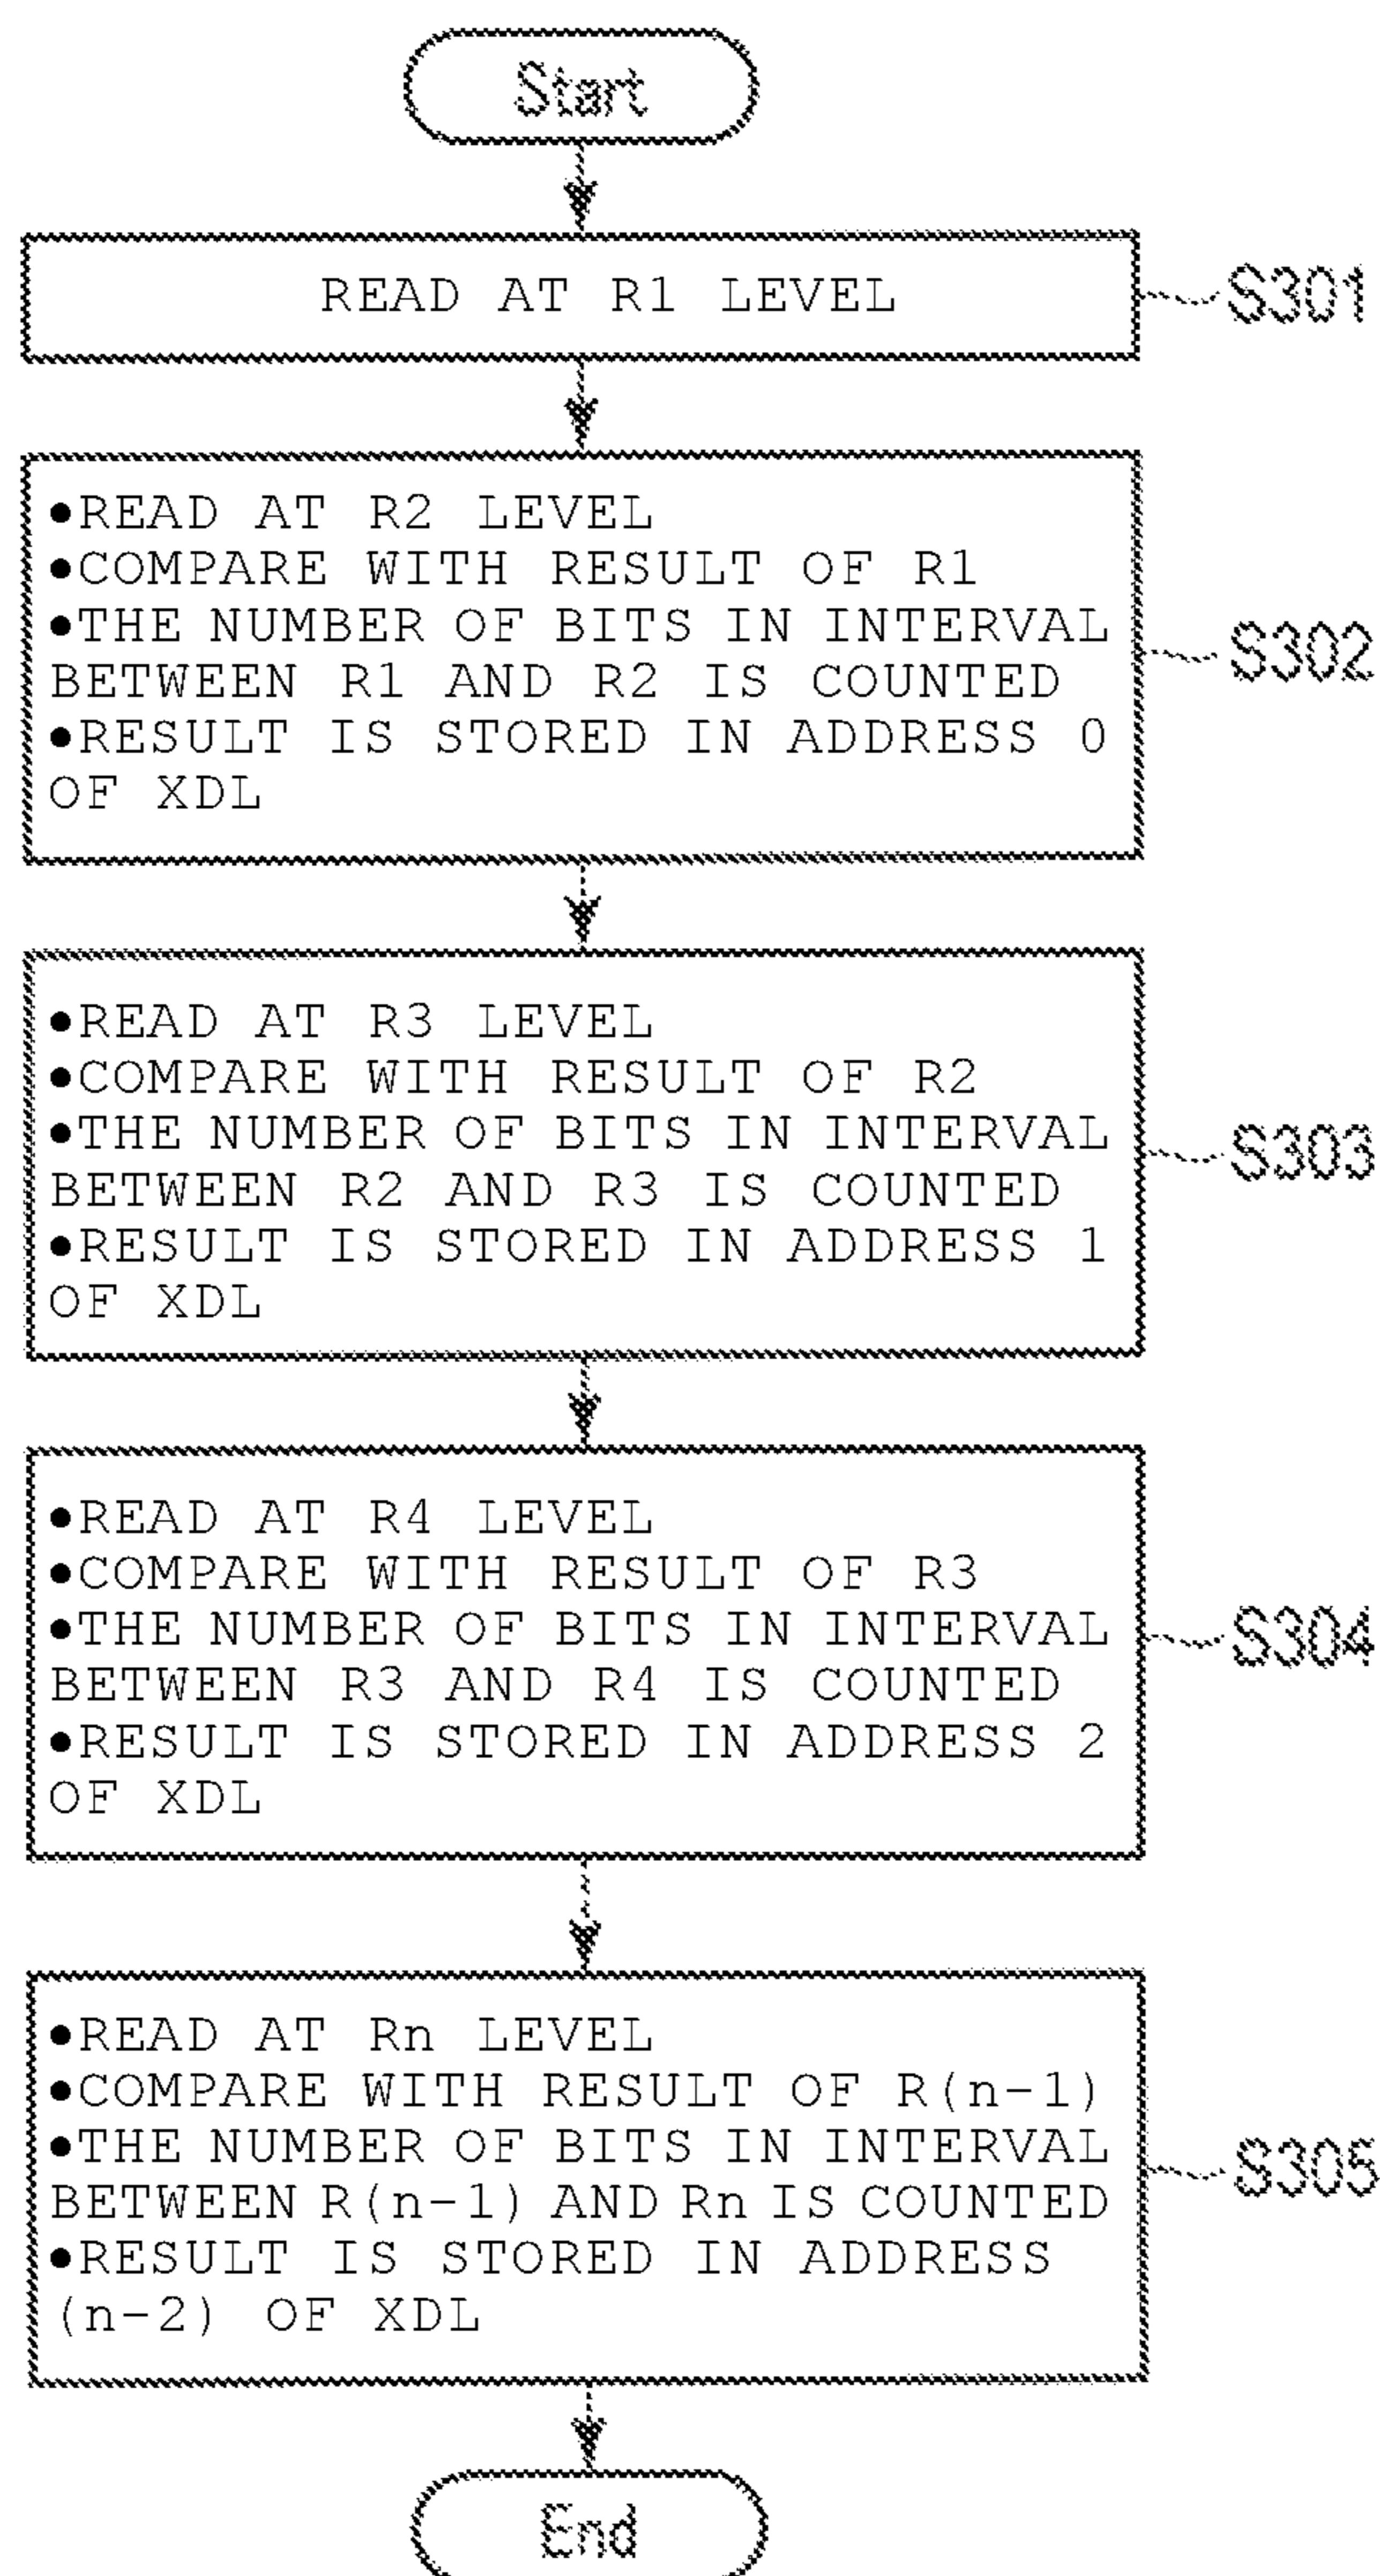 Start
READ AT R1 LEVEL
S301
●READ AT R2 LEVEL
●COMPARE WITH RESULT OF R1
●THE NUMBER OF BITS IN INTERVAL
BETWEEN R1 AND R2 IS COUNTED
●RESULT IS STORED IN ADDRESS 0
OF XDL
S302
●READ AT R3 LEVEL
●COMPARE WITH RESULT OF R2
●THE NUMBER OF BITS IN INTERVAL
BETWEEN R2 AND R3 IS COUNTED
●RESULT IS STORED IN ADDRESS 1
OF XDL
S303
●READ AT R4 LEVEL
●COMPARE WITH RESULT OF R3
●THE NUMBER OF BITS IN INTERVAL
BETWEEN R3 AND R4 IS COUNTED
●RESULT IS STORED IN ADDRESS 2
OF XDL
S304
●READ AT Rn LEVEL
●COMPARE WITH RESULT OF R(n-1)
●THE NUMBER OF BITS IN INTERVAL
BETWEEN R(n-1) AND Rn IS COUNTED
●RESULT IS STORED IN ADDRESS
(n-2) OF XDL
S305
End